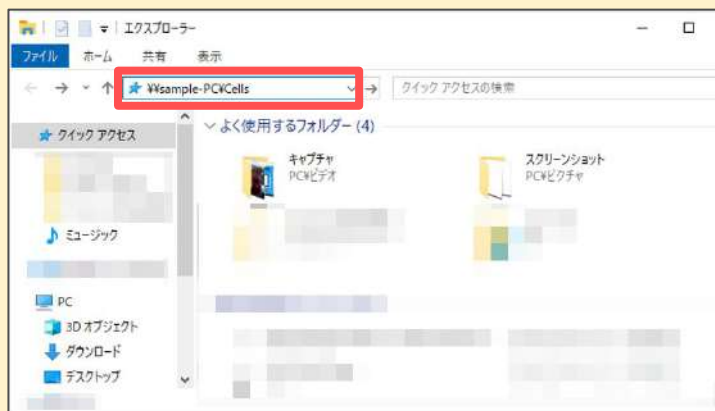 エクスプローラー
ファイル ホーム 共有 表示
¥¥sample-PC¥Cells クイック アクセスの検索
クイック アクセス
よく使用するフォルダー (4)
キャプチャ
PC¥ビデオ
スクリーンショット
PC¥ピクチャ
ミュージック
PC
3D オブジェクト
ダウンロード
デスクトップ